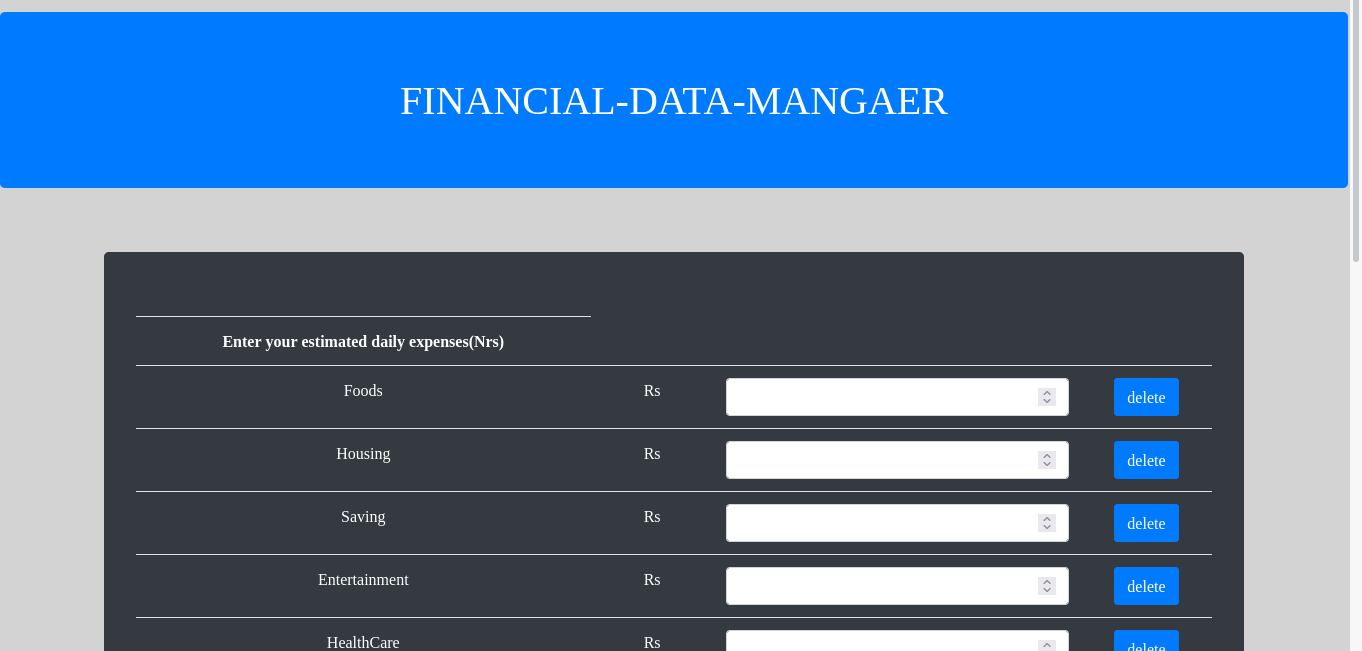 FINANCIAL-DATA-MANGAER
Enter your estimated daily expenses(Nrs)
Foods Rs delete
Housing Rs delete
Saving Rs delete
Entertainment Rs delete
HealthCare Rs delete